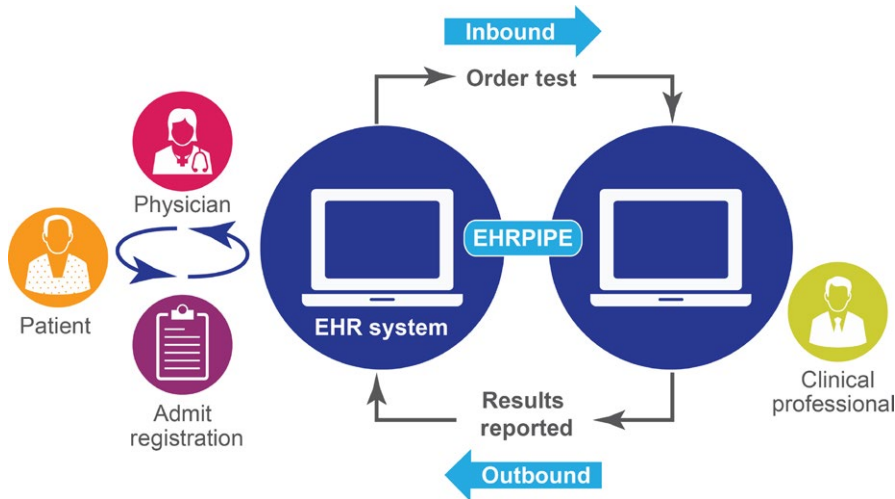 Inbound
Order test
Physician
EHRPIPE
Patient
EHR system
Admit
registration
Clinical
professional
Results
reported
Outbound